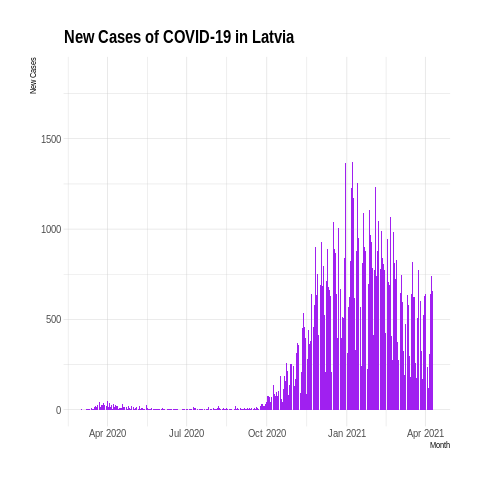 New Cases of COVID-19 in Latvia
New Cases
1500
1000
500
0
Apr 2020 Jul 2020 Oct 2020 Jan 2021 Apr 2021
Month